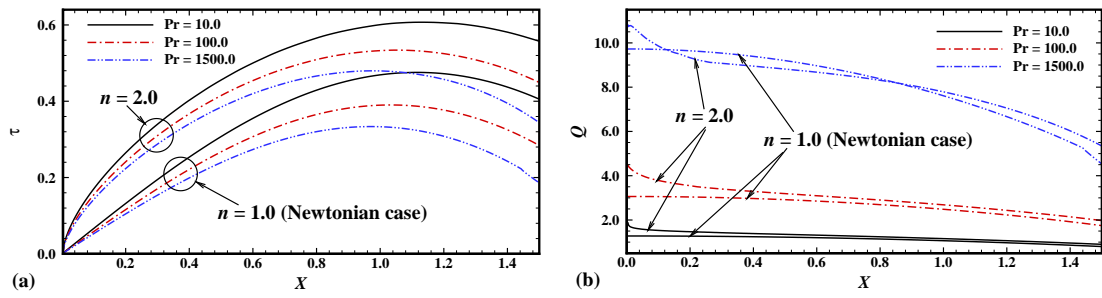 Pr = 10.0
Pr = 100.0
Pr = 1500.0
n = 2.0
n = 1.0 (Newtonian case)
τ
0.6
0.4
0.2
0.0
0.2
0.4
0.6
0.8
1.0
1.2
1.4
X
(a)
Pr = 10.0
Pr = 100.0
Pr = 1500.0
n = 2.0
n = 1.0 (Newtonian case)
Q
10.0
8.0
6.0
4.0
2.0
0.0
0.2
0.4
0.6
0.8
1.0
1.2
1.4
X
(b)